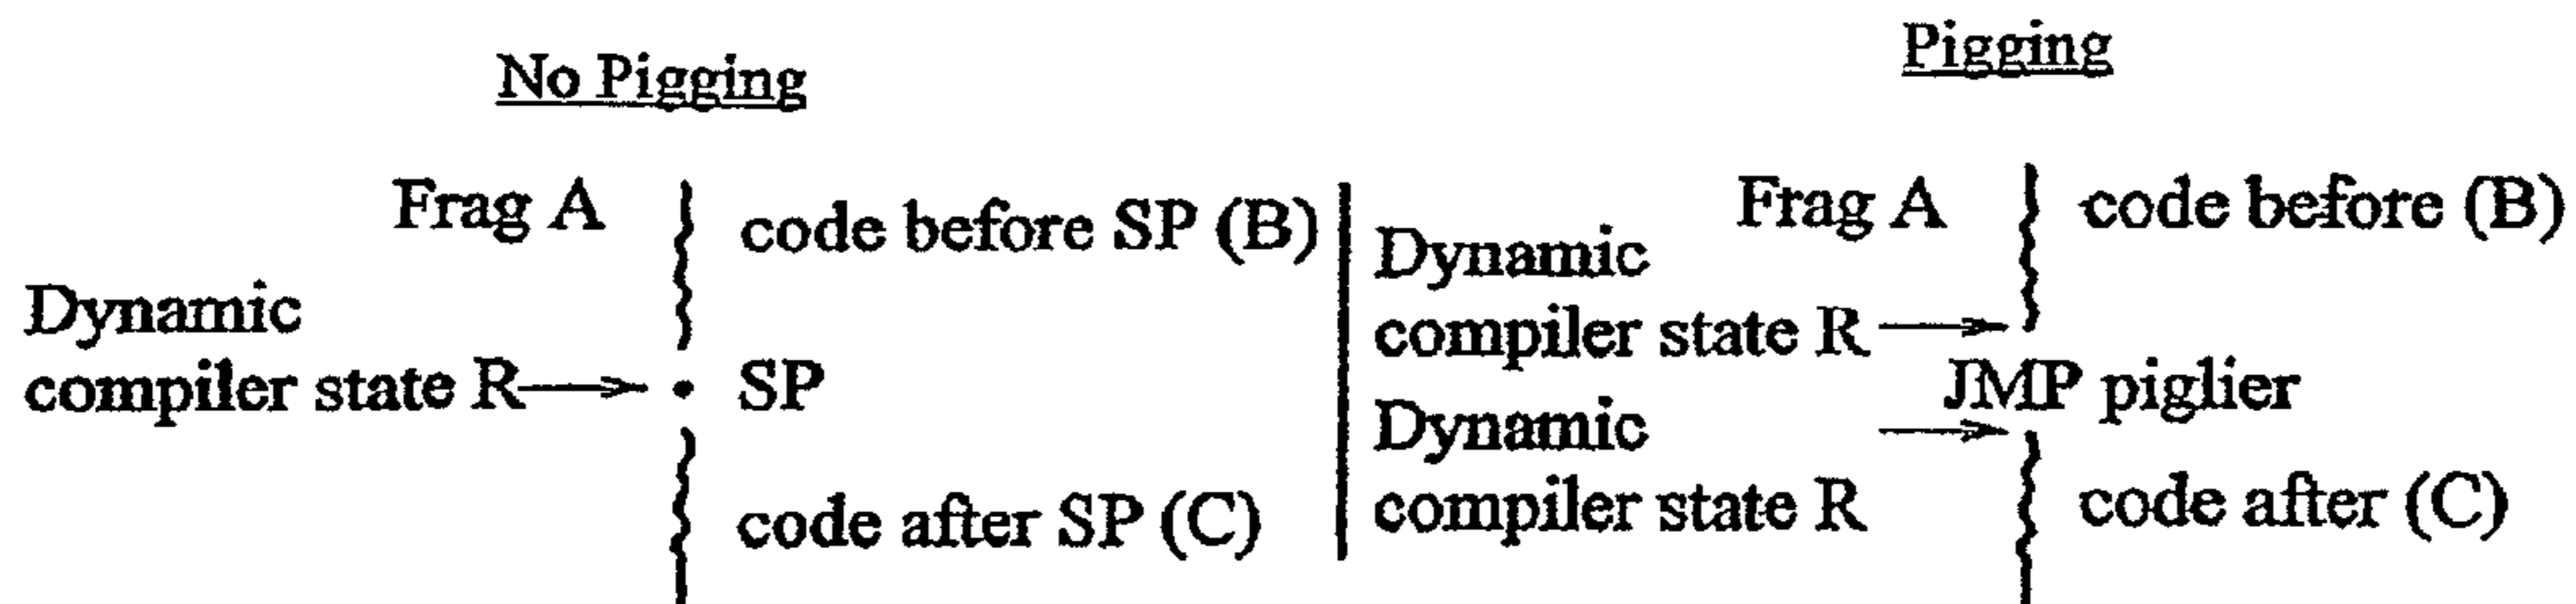 No Pigging
Frag A
code before SP (B)
Dynamic
compiler state R
SP
code after SP (C)
Pigging
Frag A
code before (B)
Dynamic
compiler state R
JMP piglier
Dynamic
compiler state R
code after (C)